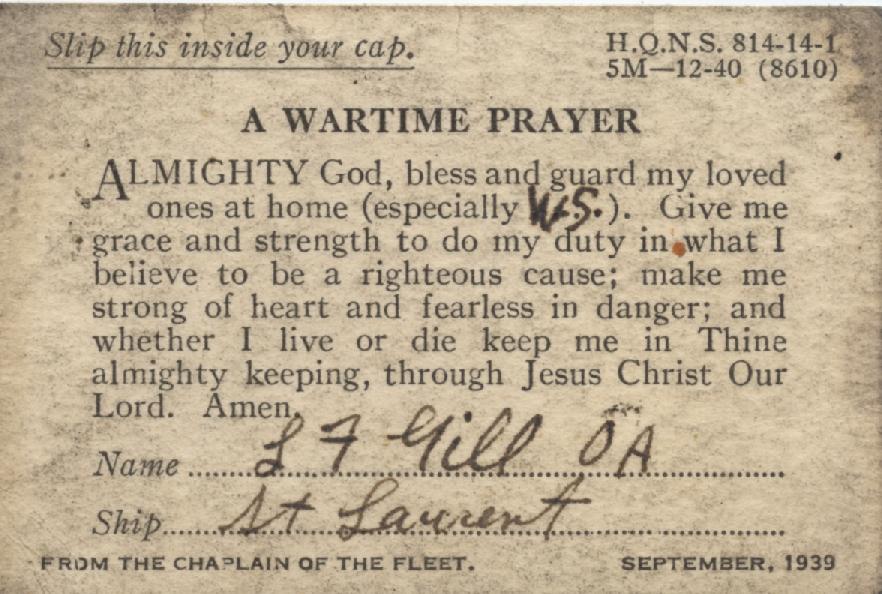 Slip this inside your cap.
H.Q.N.S. 814-14-1
5M—12-40 (8610)
A WARTIME PRAYER
ALMIGHTY God, bless and guard my loved
ones at home (especially W.S.). Give me
grace and strength to do my duty in what I
believe to be a righteous cause; make me
strong of heart and fearless in danger; and
whether I live or die keep me in Thine
almighty keeping, through Jesus Christ Our
Lord. Amen.
Name L F Gill OA
Ship St Laurent
FROM THE CHAPLAIN OF THE FLEET. SEPTEMBER, 1939